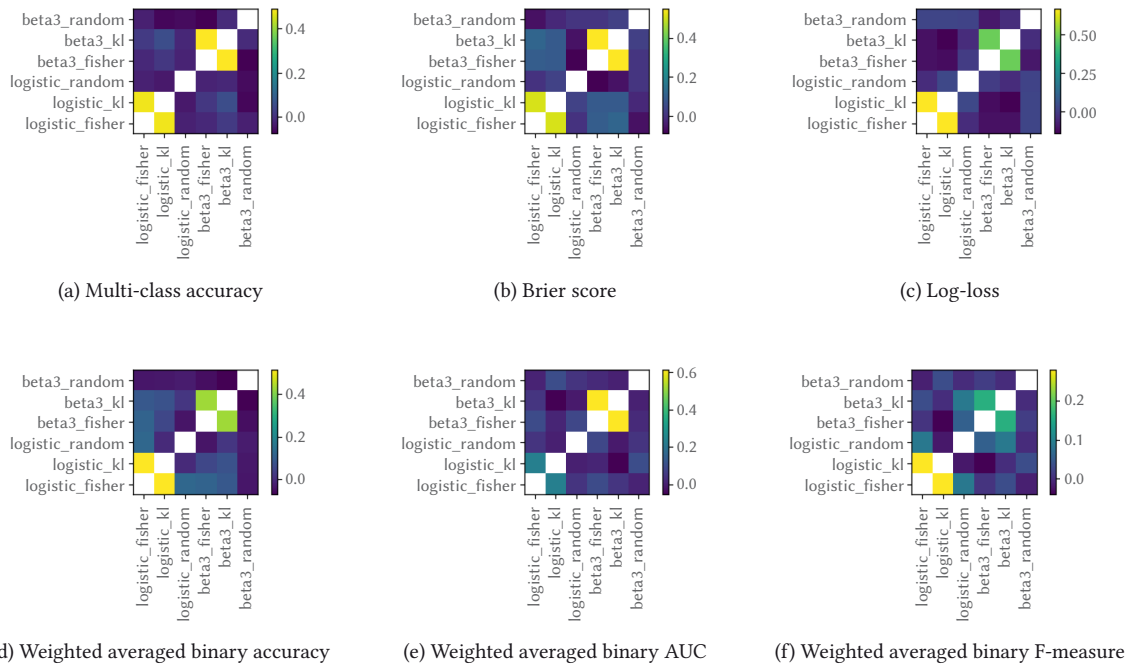 beta3_random
beta3_kl
beta3_fisher
logistic_random
logistic_kl
logistic_fisher
0.4
0.2
0.0
logistic_fisher
logistic_kl
logistic_random
beta3_fisher
beta3_kl
beta3_random
(a) Multi-class accuracy
beta3_random
beta3_kl
beta3_fisher
logistic_random
logistic_kl
logistic_fisher
0.4
0.2
0.0
logistic_fisher
logistic_kl
logistic_random
beta3_fisher
beta3_kl
beta3_random
(b) Brier score
beta3_random
beta3_kl
beta3_fisher
logistic_random
logistic_kl
logistic_fisher
0.50
0.25
0.00
logistic_fisher
logistic_kl
logistic_random
beta3_fisher
beta3_kl
beta3_random
(c) Log-loss
beta3_random
beta3_kl
beta3_fisher
logistic_random
logistic_kl
logistic_fisher
0.4
0.2
0.0
logistic_fisher
logistic_kl
logistic_random
beta3_fisher
beta3_kl
beta3_random
d) Weighted averaged binary accuracy
beta3_random
beta3_kl
beta3_fisher
logistic_random
logistic_kl
logistic_fisher
0.6
0.4
0.2
0.0
logistic_fisher
logistic_kl
logistic_random
beta3_fisher
beta3_kl
beta3_random
(e) Weighted averaged binary AUC
beta3_random
beta3_kl
beta3_fisher
logistic_random
logistic_kl
logistic_fisher
0.2
0.1
0.0
logistic_fisher
logistic_kl
logistic_random
beta3_fisher
beta3_kl
beta3_random
(f) Weighted averaged binary F-measure